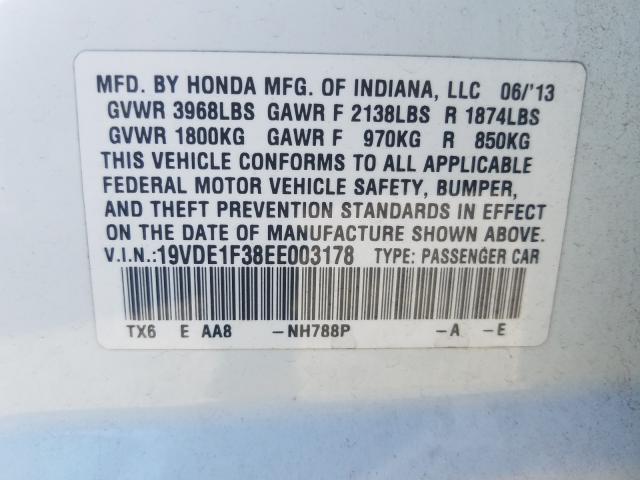 MFD. BY HONDA MFG. OF INDIANA, LLC 06/'13
GVWR 3968LBS GAWR F 2138LBS R 1874LBS
GVWR 1800KG GAWR F 970KG R 850KG
THIS VEHICLE CONFORMS TO ALL APPLICABLE
FEDERAL MOTOR VEHICLE SAFETY, BUMPER,
AND THEFT PREVENTION STANDARDS IN EFFECT
ON THE DATE OF MANUFACTURE SHOWN ABOVE.
V.I.N.:19VDE1F38EE003178 TYPE: PASSENGER CAR
TX6 E AA8 -NH788P -A -E